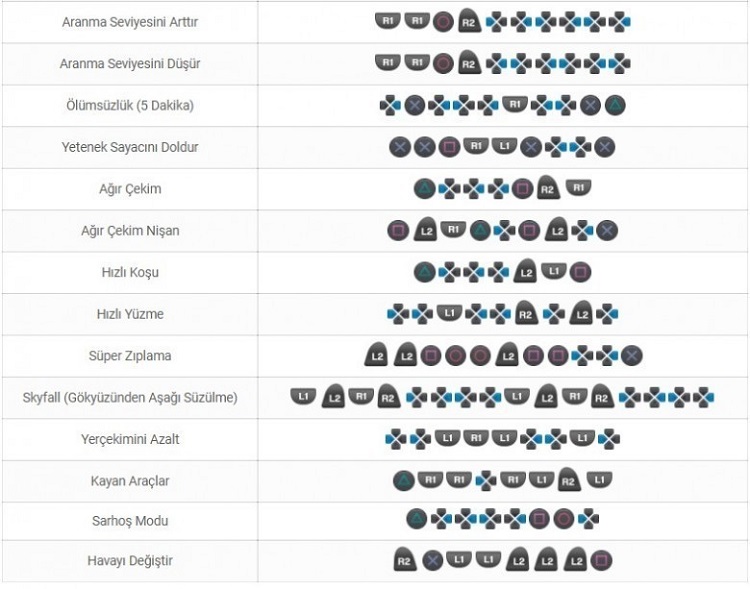 Aranma Seviyesini Arttır R1 R1 R2
Aranma Seviyesini Düşür R1 R1 R2
Ölümsüzlük (5 Dakika) R1
Yetenek Sayacını Doldur R1 L1
Ağır Çekim R2 R1
Ağır Çekim Nişan L2 R1 L2
Hızlı Koşu L2 L1
Hızlı Yüzme L1 R2 L2
Süper Zıplama L2 L2 L2
Skyfall (Gökyüzünden Aşağı Süzülme) L1 L2 R1 R2 L1 L2 R1 R2
Yerçekimini Azalt L1 R1 L1 L1
Kayan Araçlar R1 R1 R1 L1 R2 L1
Sarhoş Modu
Havayı Değiştir R2 L1 L1 L2 L2 L2